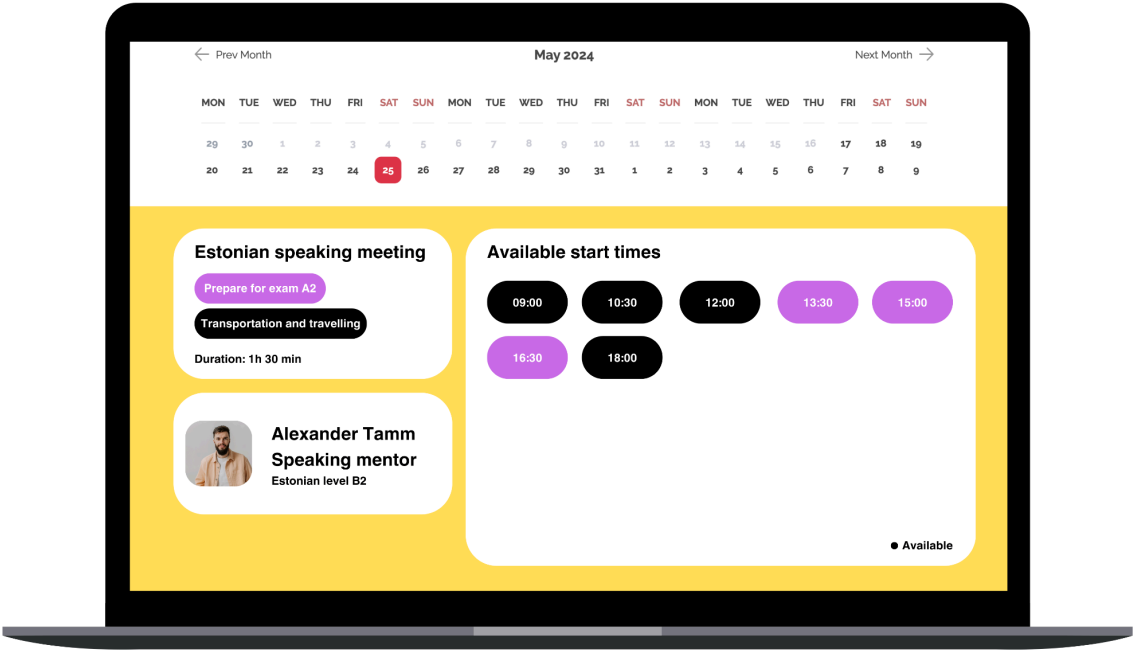 Prev Month May 2024 Next Month
MON TUE WED THU FRI SAT SUN MON TUE WED THU FRI SAT SUN MON TUE WED THU FRI SAT SUN
29 30 1 2 3 4 5 6 7 8 9 10 11 12 13 14 15 16 17 18 19
20 21 22 23 24 25 26 27 28 29 30 31 1 2 3 4 5 6 7 8 9
Estonian speaking meeting
Prepare for exam A2
Transportation and travelling
Duration: 1h 30 min
Alexander Tamm
Speaking mentor
Estonian level B2
Available start times
09:00 10:30 12:00 13:30 15:00
16:30 18:00
Available